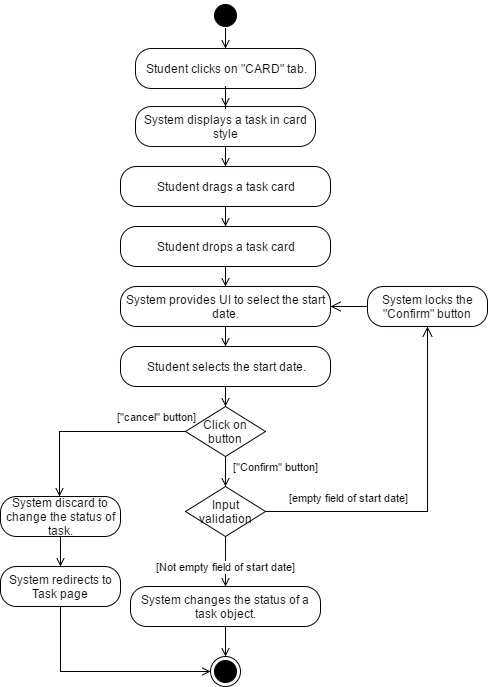 Student clicks on "CARD" tab.
System displays a task in card
style
Student drags a task card
Student drops a task card
System provides UI to select the start
date.
System locks the
"Confirm" button
Student selects the start date.
["cancel" button]
Click on
button
["Confirm" button]
Input
validation
[empty field of start date]
System discard to
change the status of
task.
[Not empty field of start date]
System redirects to
Task page
System changes the status of a
task object.